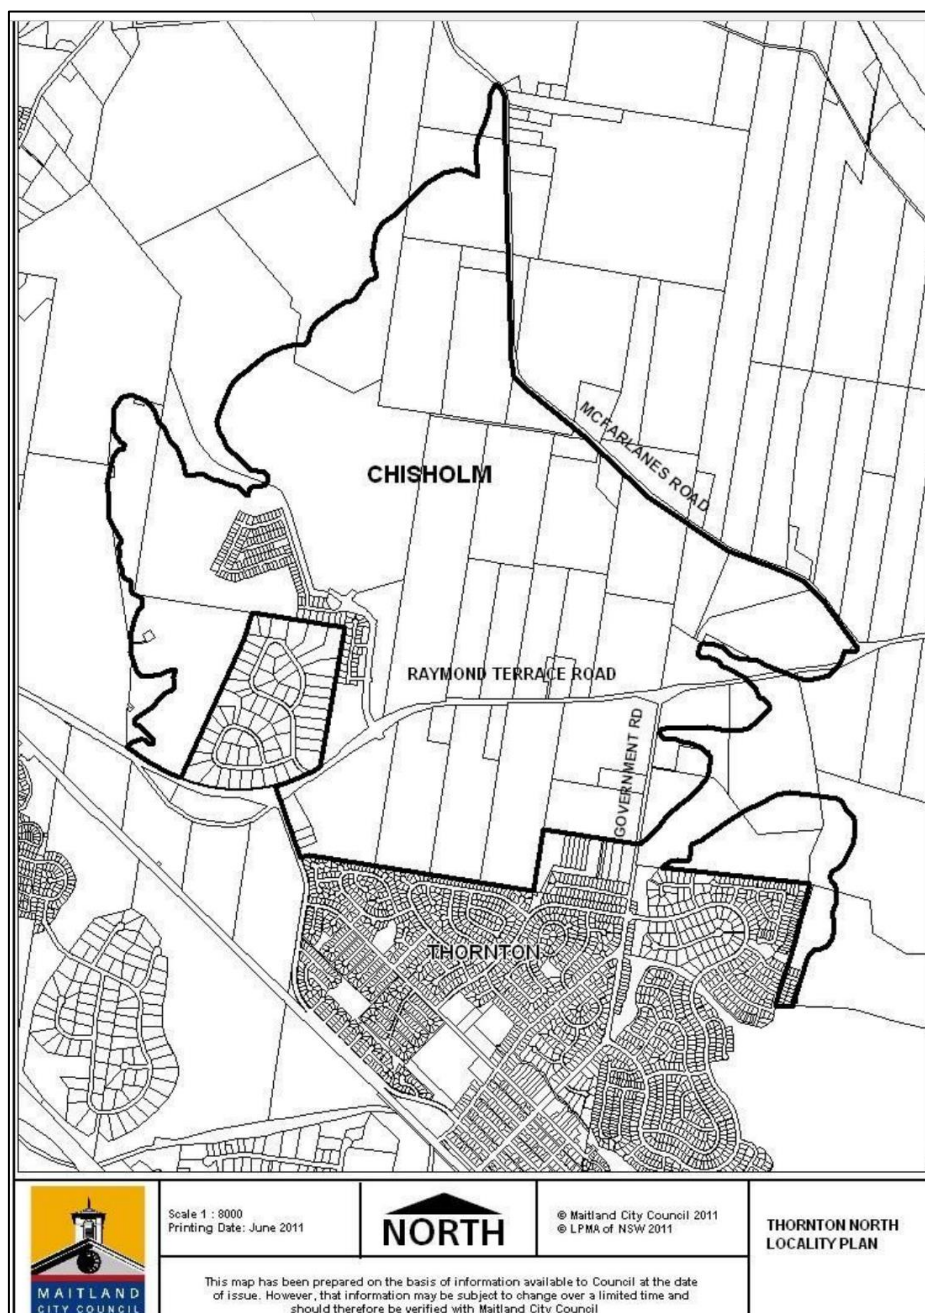 CHISHOLM
MCFARLANES ROAD
RAYMOND TERRACE ROAD
GOVERNMENT RD
THORNTON
MAITLAND
CITY COUNCIL
Scale 1 : 8000
Printing Date: June 2011
NORTH
© Maitland City Council 2011
© LPMA of NSW 2011
THORNTON NORTH
LOCALITY PLAN
This map has been prepared on the basis of information available to Council at the date
of issue. However, that information may be subject to change over a limited time and
should therefore be verified with Maitland City Council